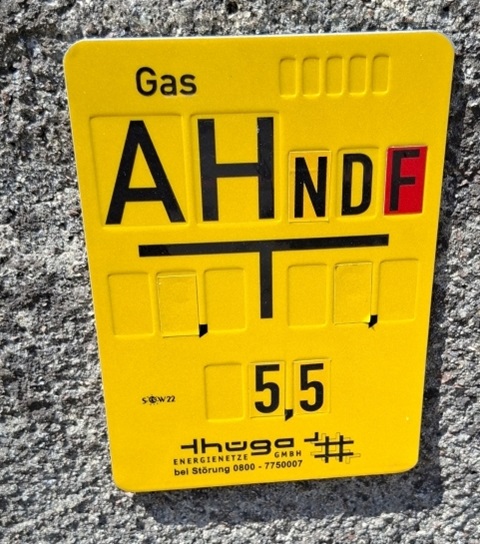 Gas
AHNDF
5,5
S⌖W22
thüga
ENERGIENETZE GMBH
bei Störung 0800 - 7750007